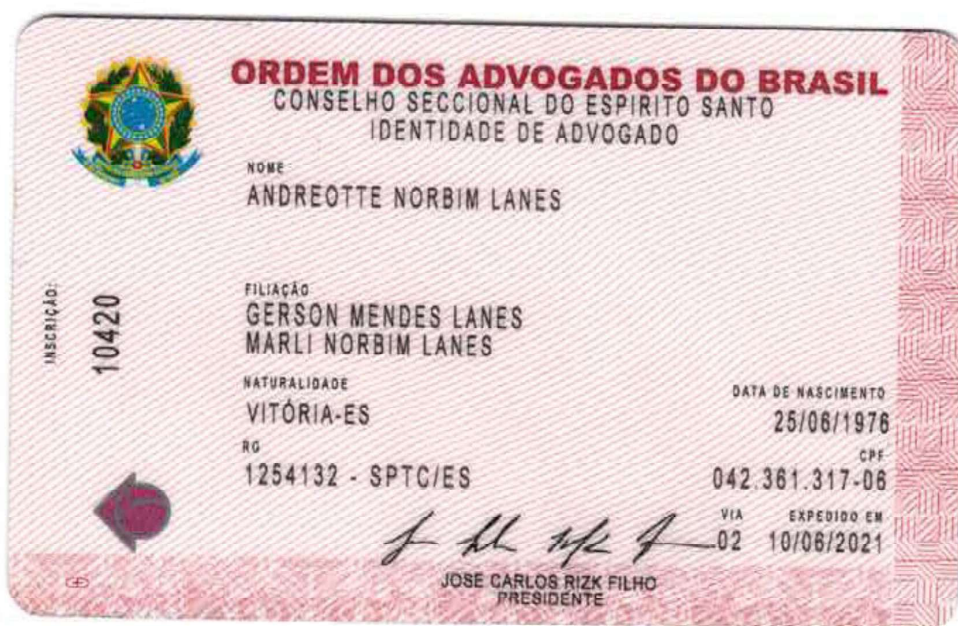 ORDEM DOS ADVOGADOS DO BRASIL
CONSELHO SECCIONAL DO ESPIRITO SANTO
IDENTIDADE DE ADVOGADO
NOME
ANDREOTTE NORBIM LANES
INSCRIÇÃO:
10420
FILIAÇÃO
GERSON MENDES LANES
MARLI NORBIM LANES
NATURALIDADE
VITÓRIA-ES
DATA DE NASCIMENTO
25/06/1976
RG
1254132 - SPTC/ES
CPF
042.361.317-06
VIA
02
EXPEDIDO EM
10/06/2021
JOSE CARLOS RIZK FILHO
PRESIDENTE